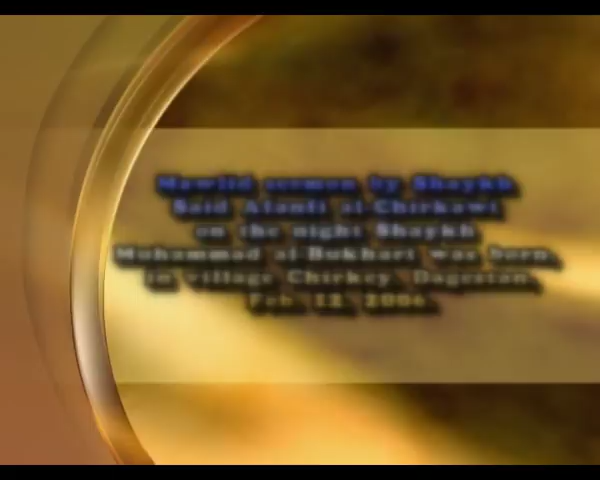 Mawlid sermon by Shaykh
Said Afandi al-Chirkawi
on the night Shaykh
Muhammad al Bukhari was born
in village Chirkey, Dagestan
Feb. 12, 2006